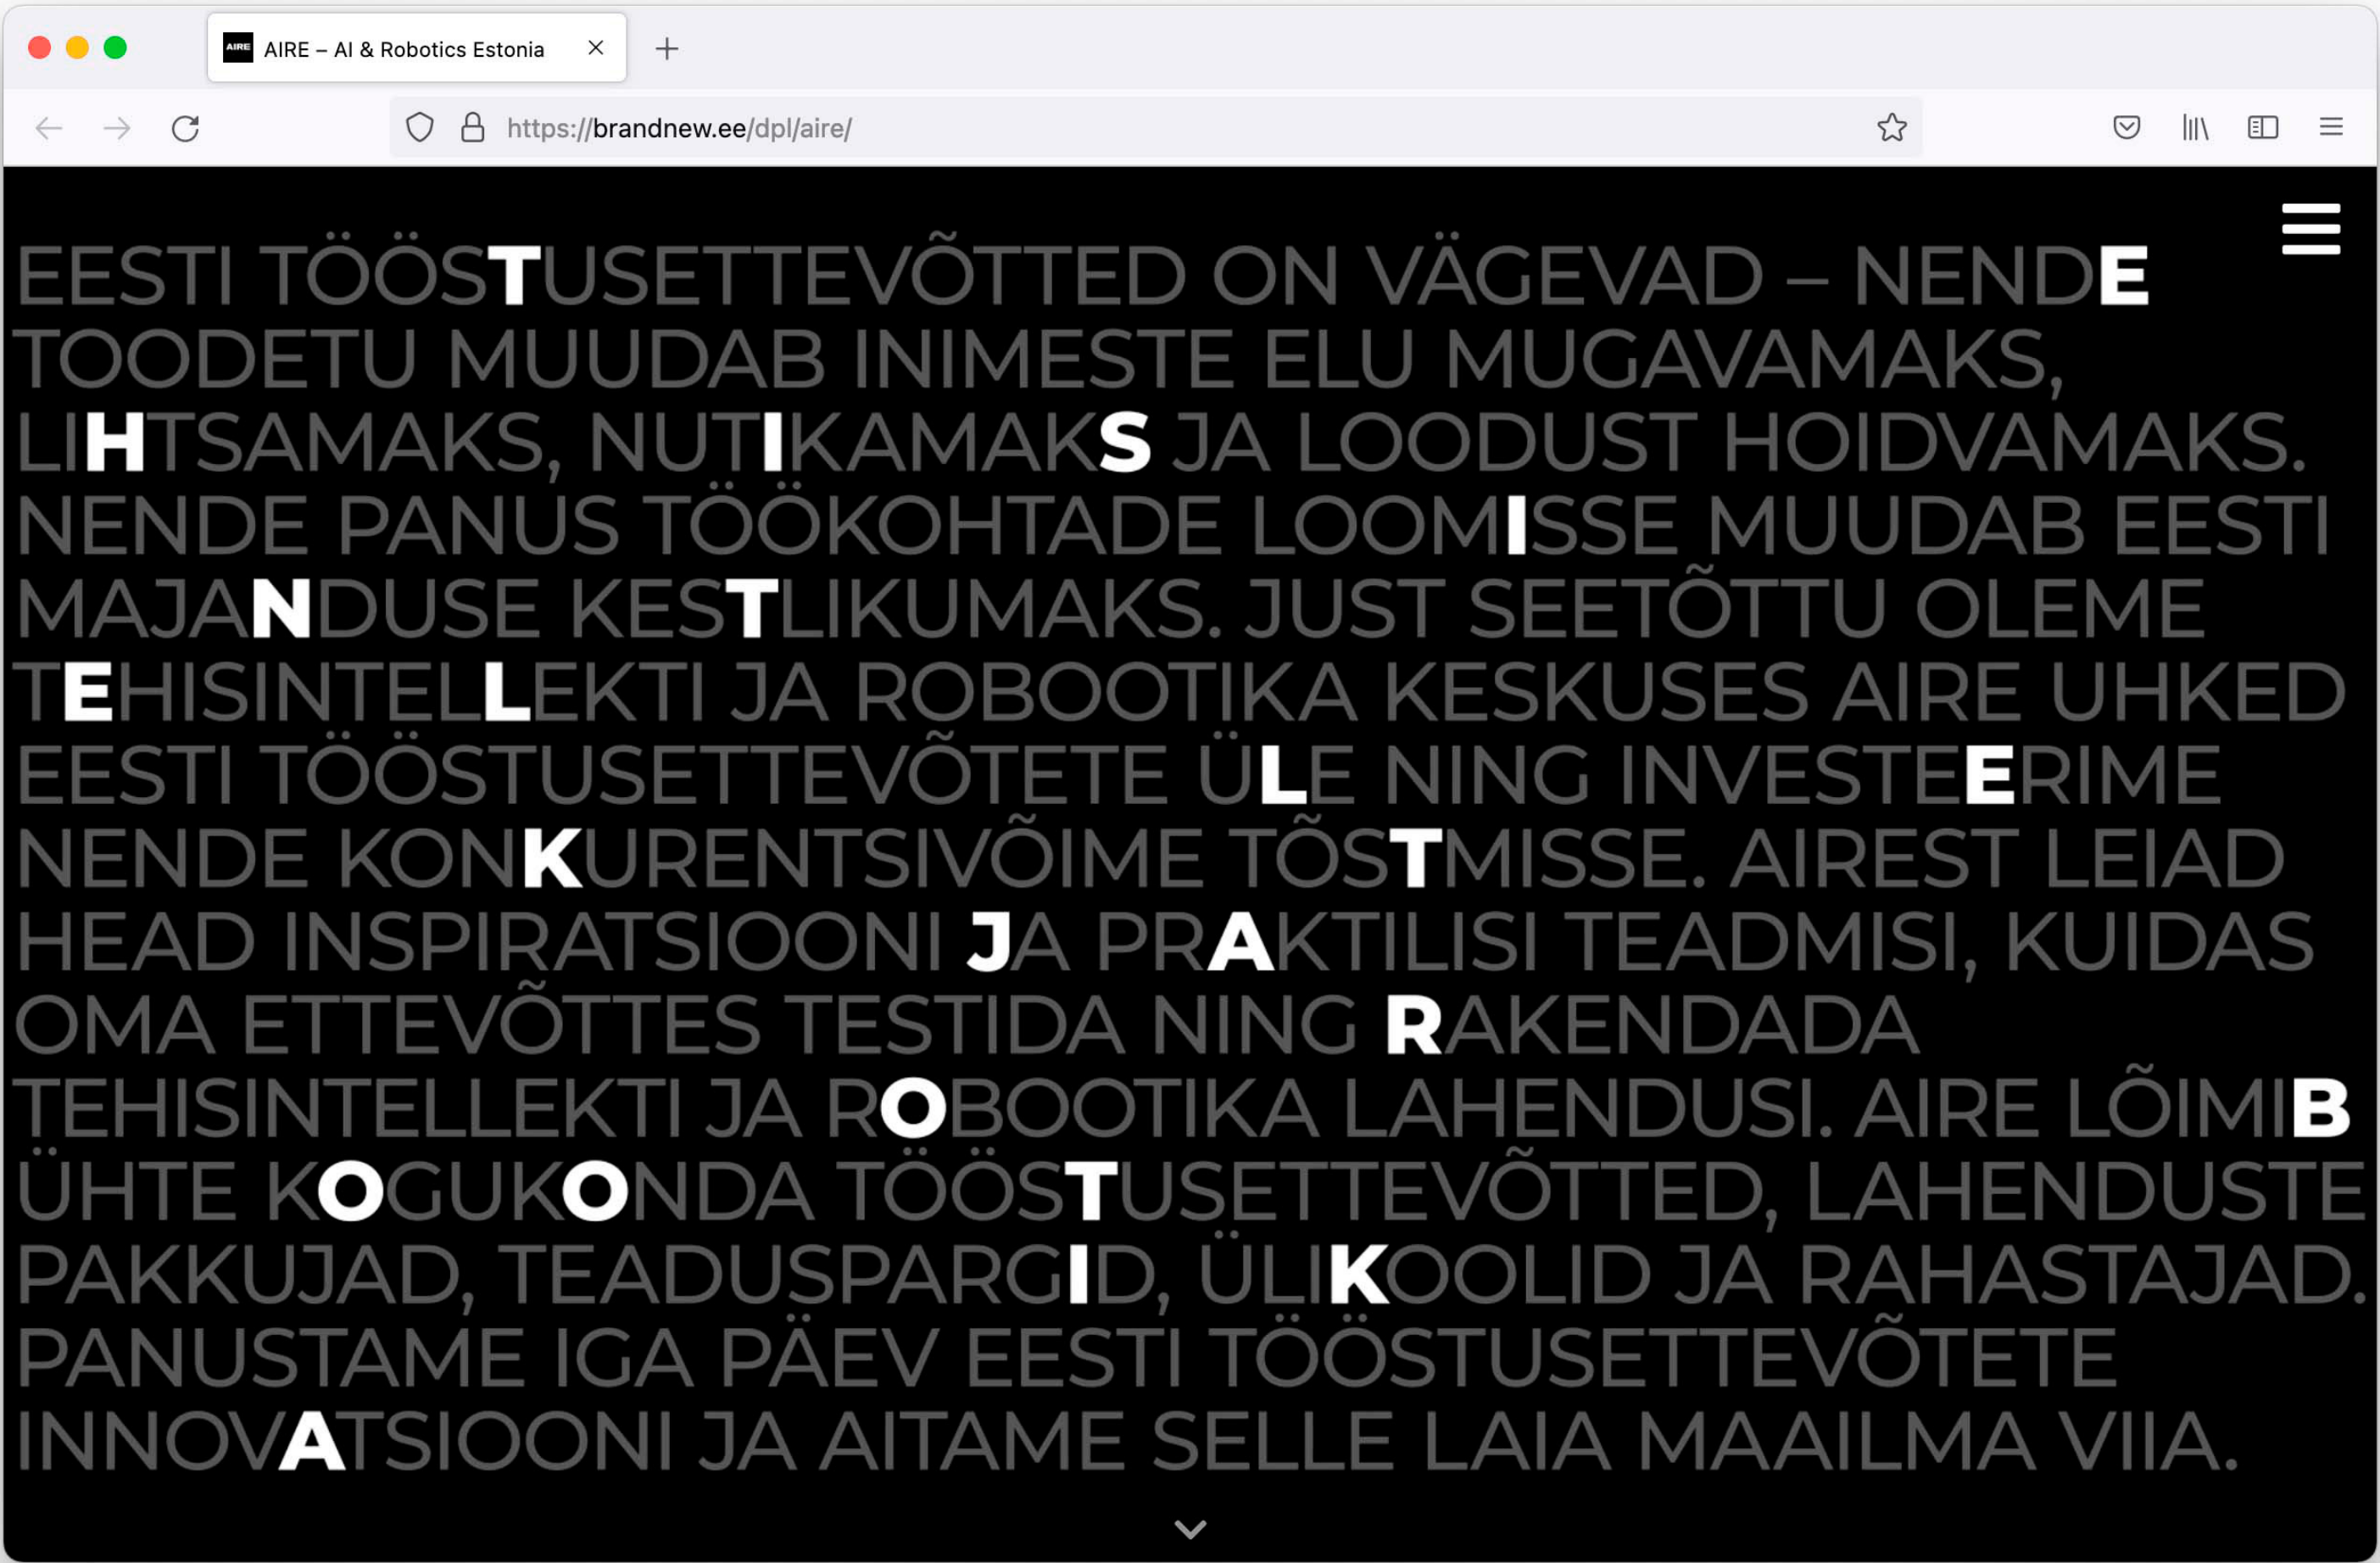 AIRE AIRE – AI & Robotics Estonia
https://brandnew.ee/dpl/aire/
EESTI TÖÖSTUSETTEVÕTTED ON VÄGEVAD – NENDE
TOODETU MUUDAB INIMESTE ELU MUGAVAMAKS,
LIHTSAMAKS, NUTIKAMAKS JA LOODUST HOIDVAMAKS.
NENDE PANUS TÖÖKOHTADE LOOMISSE MUUDAB EESTI
MAJANDUSE KESTLIKUMAKS. JUST SEETÕTTU OLEME
TEHISINTELLEKTI JA ROBOOTIKA KESKUSES AIRE UHKED
EESTI TÖÖSTUSETTEVÕTETE ÜLE NING INVESTEERIME
NENDE KONKURENTSIVÕIME TÕSTMISSE. AIREST LEIAD
HEAD INSPIRATSIOONI JA PRAKTILISI TEADMISI, KUIDAS
OMA ETTEVÕTTES TESTIDA NING RAKENDADA
TEHISINTELLEKTI JA ROBOOTIKA LAHENDUSI. AIRE LÕIMIB
ÜHTE KOGUKONDA TÖÖSTUSETTEVÕTTED, LAHENDUSTE
PAKKUJAD, TEADUSPARGID, ÜLIKOOLID JA RAHASTAJAD.
PANUSTAME IGA PÄEV EESTI TÖÖSTUSETTEVÕTETE
INNOVATSIOONI JA AITAME SELLE LAIA MAAILMA VIIA.